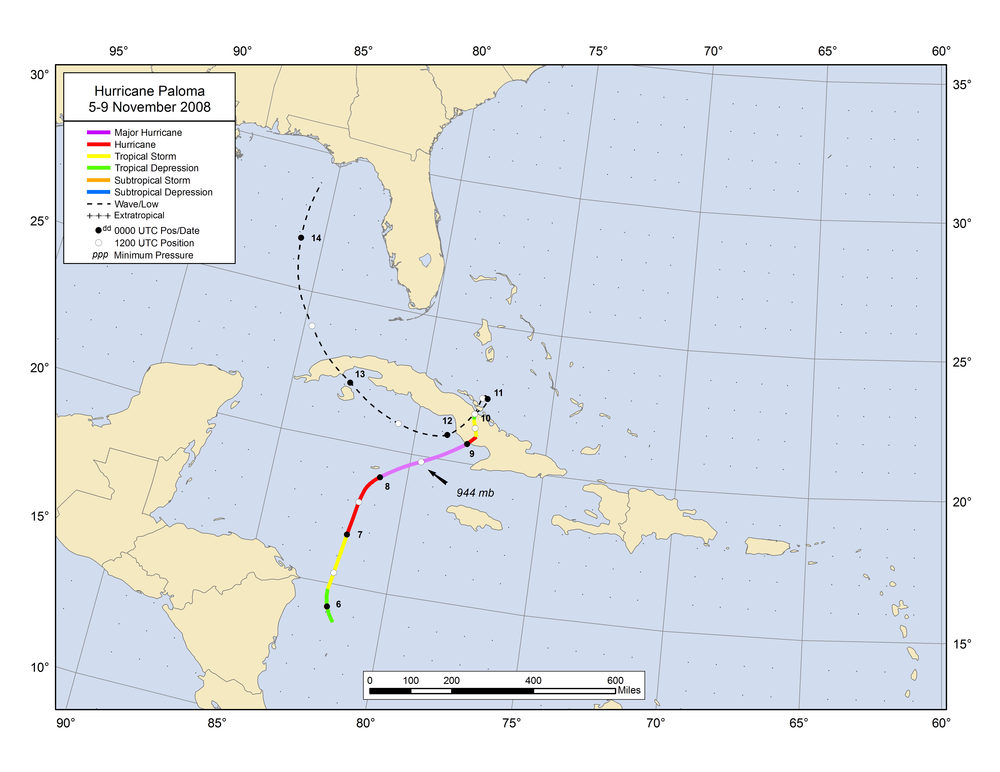 95° 90° 85° 80° 75° 70° 65° 60°
30°
35°
Hurricane Paloma
5-9 November 2008
Major Hurricane
Hurricane
Tropical Storm
Tropical Depression
Subtropical Storm
Subtropical Depression
Wave/Low
+++ Extratropical
dd 0000 UTC Pos/Date
1200 UTC Position
ppp Minimum Pressure
25°
30°
14
20°
25°
13
11
12
10
9
8
944 mb
15°
20°
7
6
10°
15°
0 100 200 400 600
Miles
90° 85° 80° 75° 70° 65° 60°